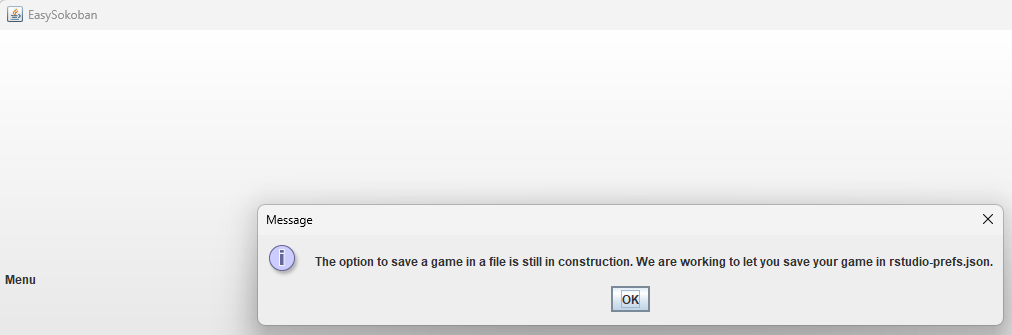 EasySokoban
Message
The option to save a game in a file is still in construction. We are working to let you save your game in rstudio-prefs.json.
Menu
OK